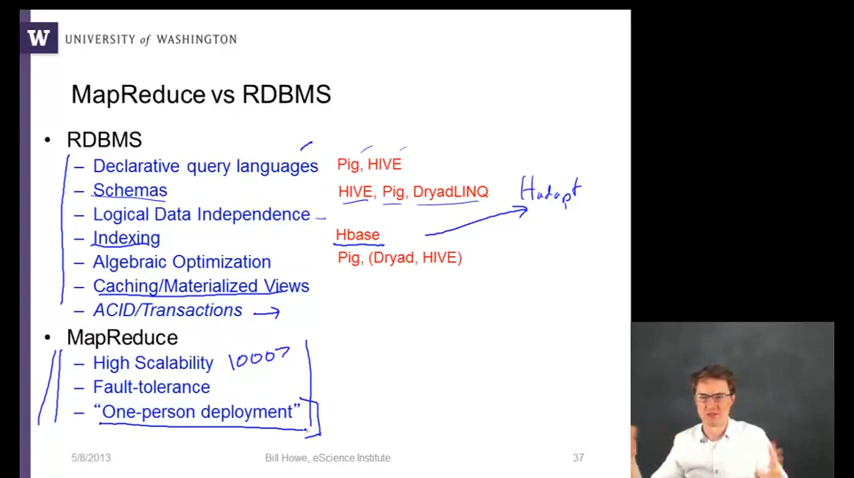 W UNIVERSITY of WASHINGTON
MapReduce vs RDBMS
• RDBMS
– Declarative query languages Pig, HIVE
– Schemas HIVE, Pig, DryadLINQ Hadapt
– Logical Data Independence
– Indexing Hbase
– Algebraic Optimization Pig, (Dryad, HIVE)
– Caching/Materialized Views
– ACID/Transactions
• MapReduce
– High Scalability 1000s
– Fault-tolerance
– “One-person deployment”
5/8/2013 Bill Howe, eScience Institute 37